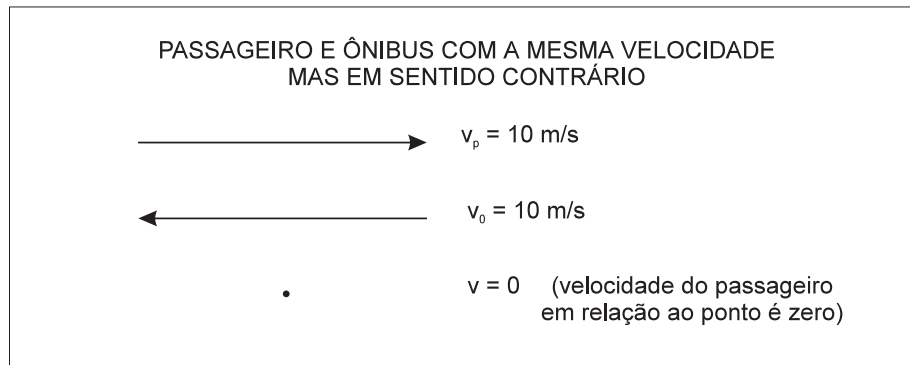 PASSAGEIRO E ÔNIBUS COM A MESMA VELOCIDADE
MAS EM SENTIDO CONTRÁRIO
vₚ = 10 m/s
v₀ = 10 m/s
v = 0 (velocidade do passageiro
em relação ao ponto é zero)